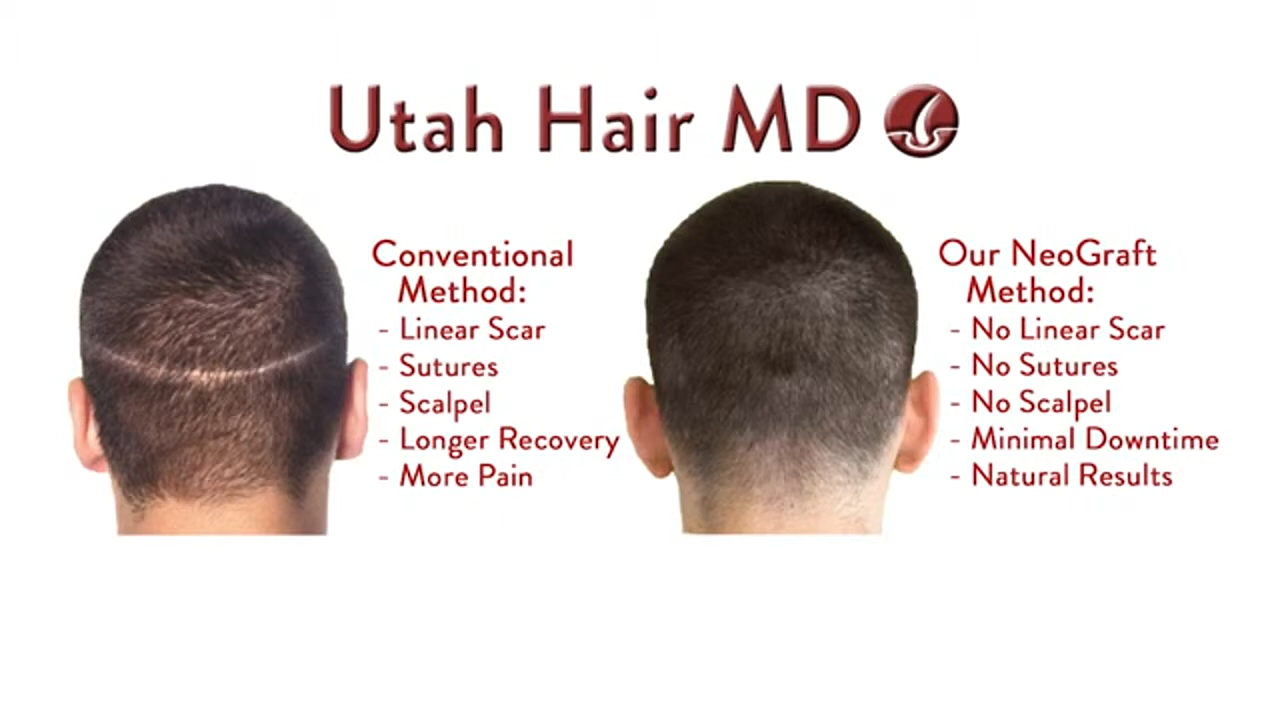 Utah Hair MD
Conventional
Method:
- Linear Scar
- Sutures
- Scalpel
- Longer Recovery
- More Pain
Our NeoGraft
Method:
- No Linear Scar
- No Sutures
- No Scalpel
- Minimal Downtime
- Natural Results